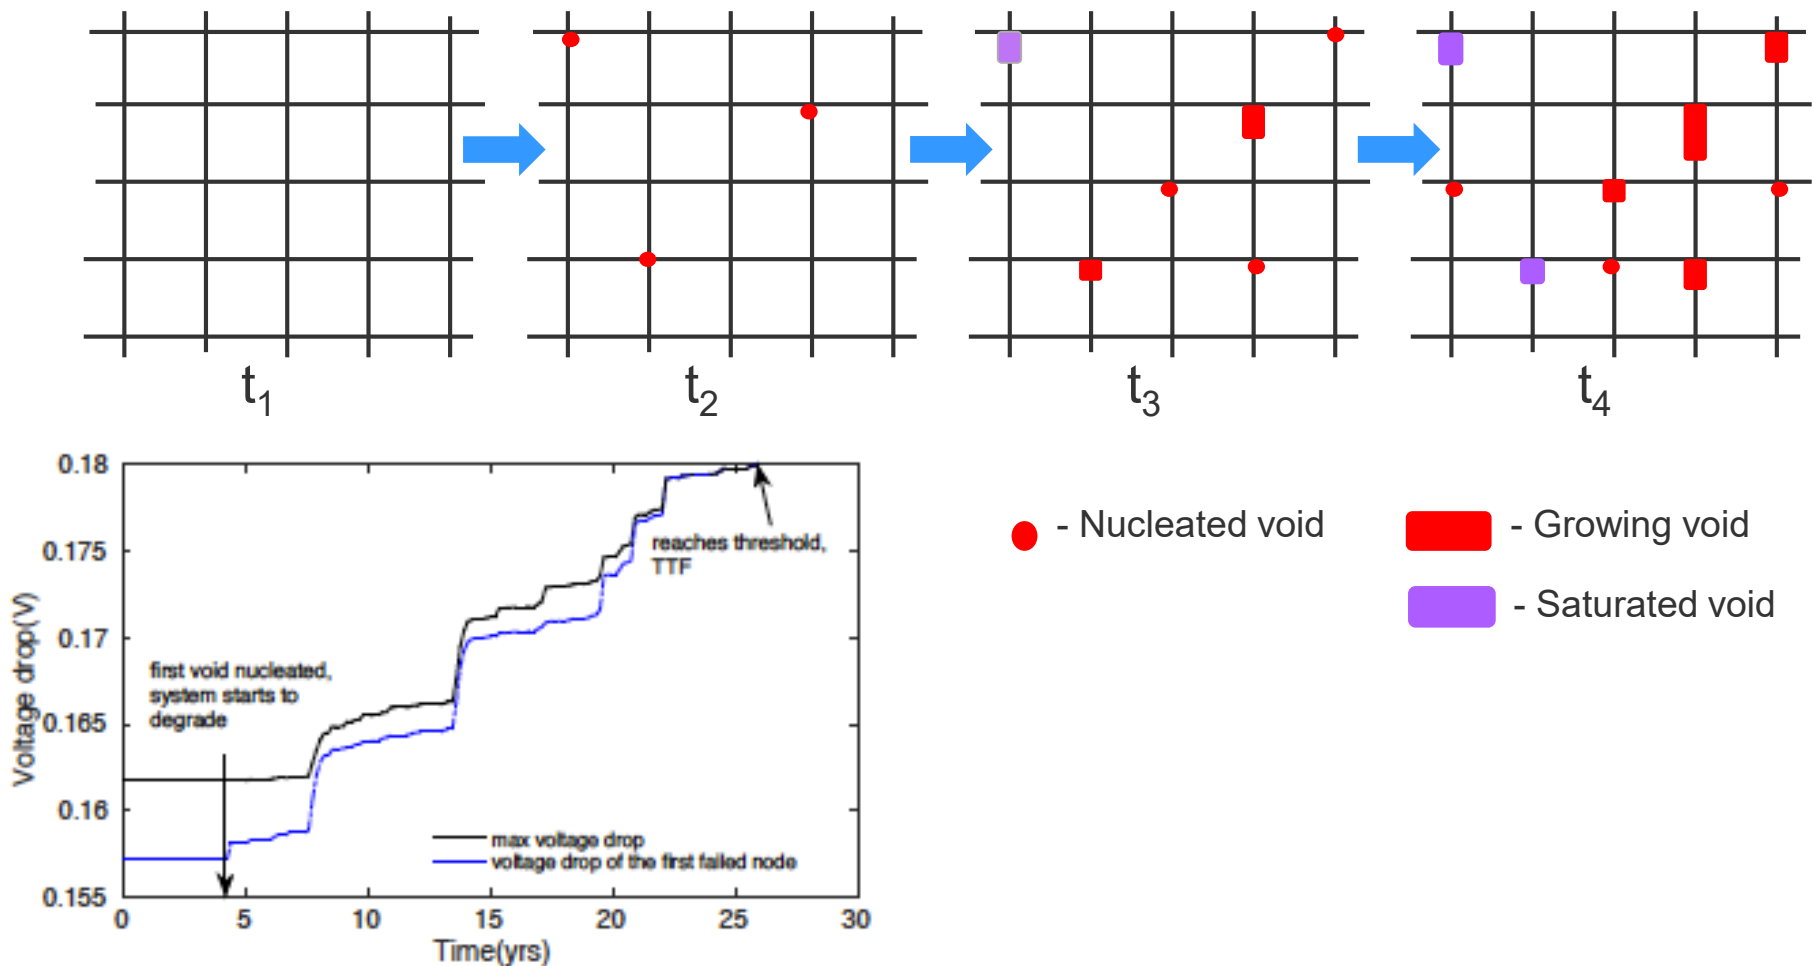 t1
t2
t3
t4
0.18
0.175
0.17
0.165
0.16
0.155
0
5
10
15
20
25
30
Voltage drop(V)
Time(yrs)
first void nucleated,
system starts to
degrade
reaches threshold,
TTF
max voltage drop
voltage drop of the first failed node
- Nucleated void
- Growing void
- Saturated void